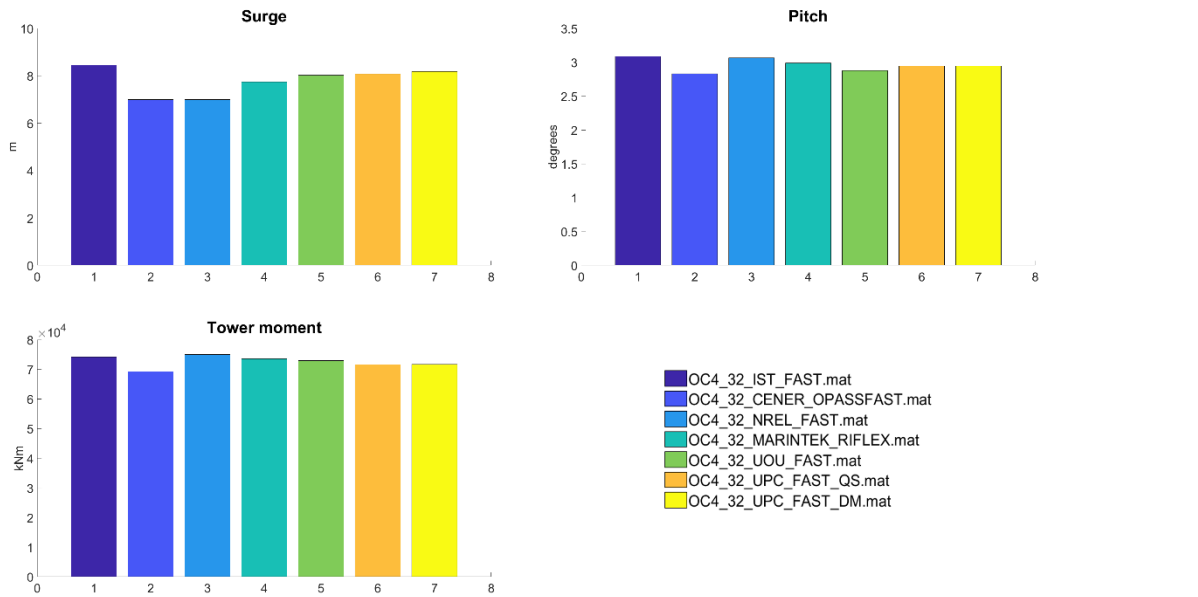 Surge
10
8
6
4
2
0
m
0 1 2 3 4 5 6 7 8
Pitch
3.5
3
2.5
2
1.5
1
0.5
0
degrees
0 1 2 3 4 5 6 7 8
Tower moment
×10⁴
8
7
6
5
4
3
2
1
0
kNm
0 1 2 3 4 5 6 7 8
OC4_32_IST_FAST.mat
OC4_32_CENER_OPASSFAST.mat
OC4_32_NREL_FAST.mat
OC4_32_MARINTEK_RIFLEX.mat
OC4_32_UOU_FAST.mat
OC4_32_UPC_FAST_QS.mat
OC4_32_UPC_FAST_DM.mat